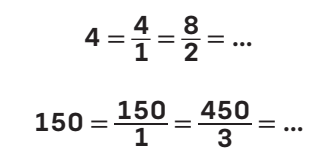 4 = 4/1 = 8/2 = ...
150 = 150/1 = 450/3 = ...